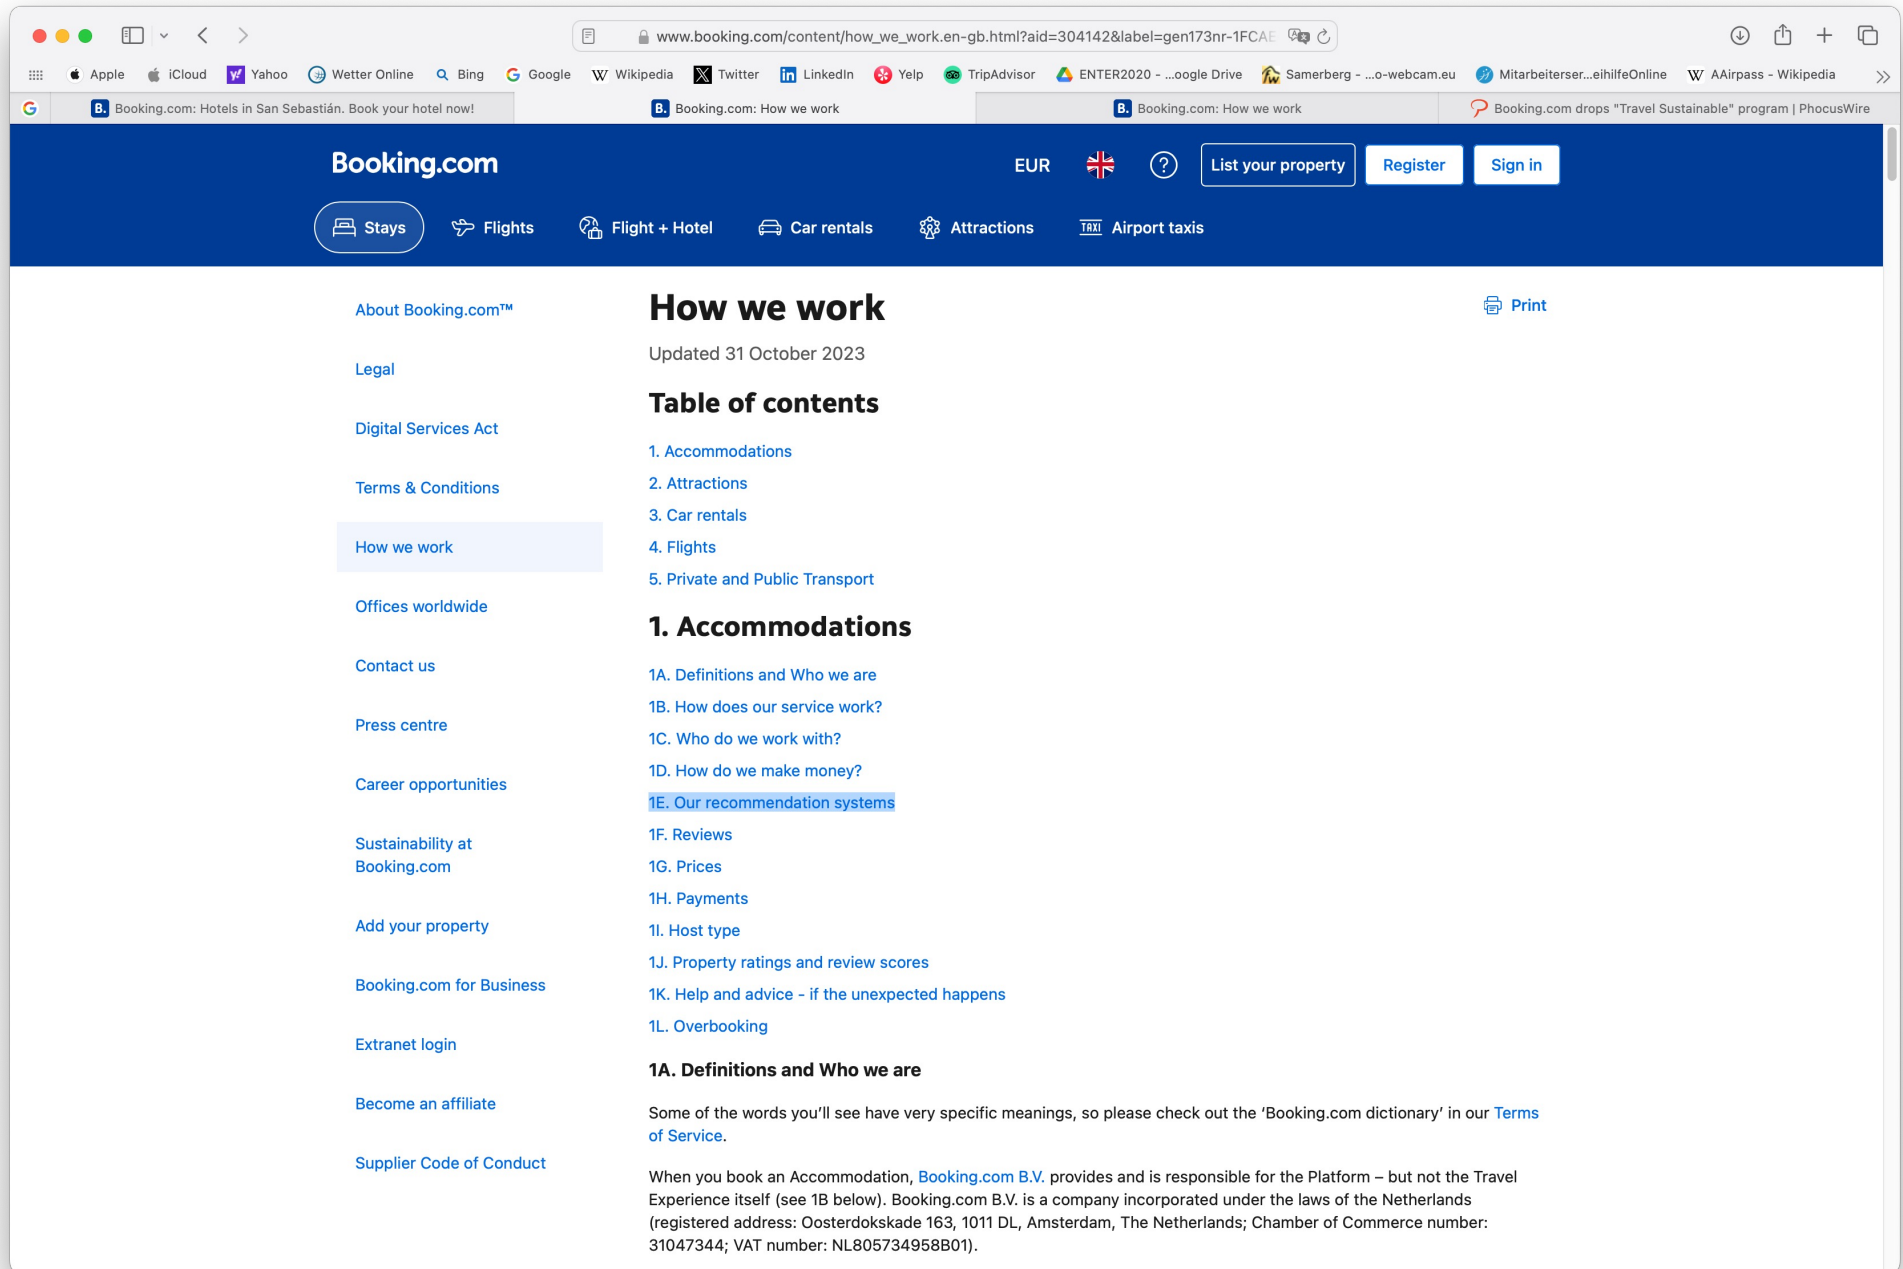 www.booking.com/content/how_we_work.en-gb.html?aid=304142&label=gen173nr-1FCAE
Apple iCloud Yahoo Wetter Online Bing Google Wikipedia Twitter LinkedIn Yelp TripAdvisor ENTER2020 - ...oogle Drive Samerberg - ...o-webcam.eu Mitarbeiterser...eihilfeOnline AAirpass - Wikipedia
Booking.com: Hotels in San Sebastián. Book your hotel now! Booking.com: How we work Booking.com: How we work Booking.com drops "Travel Sustainable" program | PhocusWire
Booking.com EUR List your property Register Sign in
Stays Flights Flight + Hotel Car rentals Attractions TAXI Airport taxis
About Booking.com™
Legal
Digital Services Act
Terms & Conditions
How we work
Offices worldwide
Contact us
Press centre
Career opportunities
Sustainability at
Booking.com
Add your property
Booking.com for Business
Extranet login
Become an affiliate
Supplier Code of Conduct
How we work
Print
Updated 31 October 2023
Table of contents
1. Accommodations
2. Attractions
3. Car rentals
4. Flights
5. Private and Public Transport
1. Accommodations
1A. Definitions and Who we are
1B. How does our service work?
1C. Who do we work with?
1D. How do we make money?
1E. Our recommendation systems
1F. Reviews
1G. Prices
1H. Payments
1I. Host type
1J. Property ratings and review scores
1K. Help and advice - if the unexpected happens
1L. Overbooking
1A. Definitions and Who we are
Some of the words you’ll see have very specific meanings, so please check out the ‘Booking.com dictionary’ in our Terms
of Service.
When you book an Accommodation, Booking.com B.V. provides and is responsible for the Platform – but not the Travel
Experience itself (see 1B below). Booking.com B.V. is a company incorporated under the laws of the Netherlands
(registered address: Oosterdokskade 163, 1011 DL, Amsterdam, The Netherlands; Chamber of Commerce number:
31047344; VAT number: NL805734958B01).